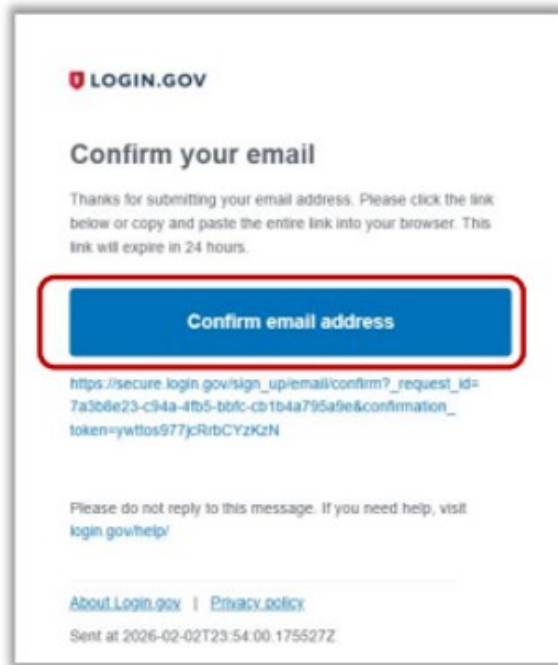 LOGIN.GOV
Confirm your email
Thanks for submitting your email address. Please click the link
below or copy and paste the entire link into your browser. This
link will expire in 24 hours.
Confirm email address
https://secure.login.gov/sign_up/email/confirm?_request_id=
7a3b8e23-c94a-4fb5-bbfc-cb1b4a795a9e&confirmation_
token=ywttos977jcRrbCYzKzN
Please do not reply to this message. If you need help, visit
login.gov/help/
About Login.gov | Privacy policy
Sent at 2026-02-02T23:54:00.175527Z